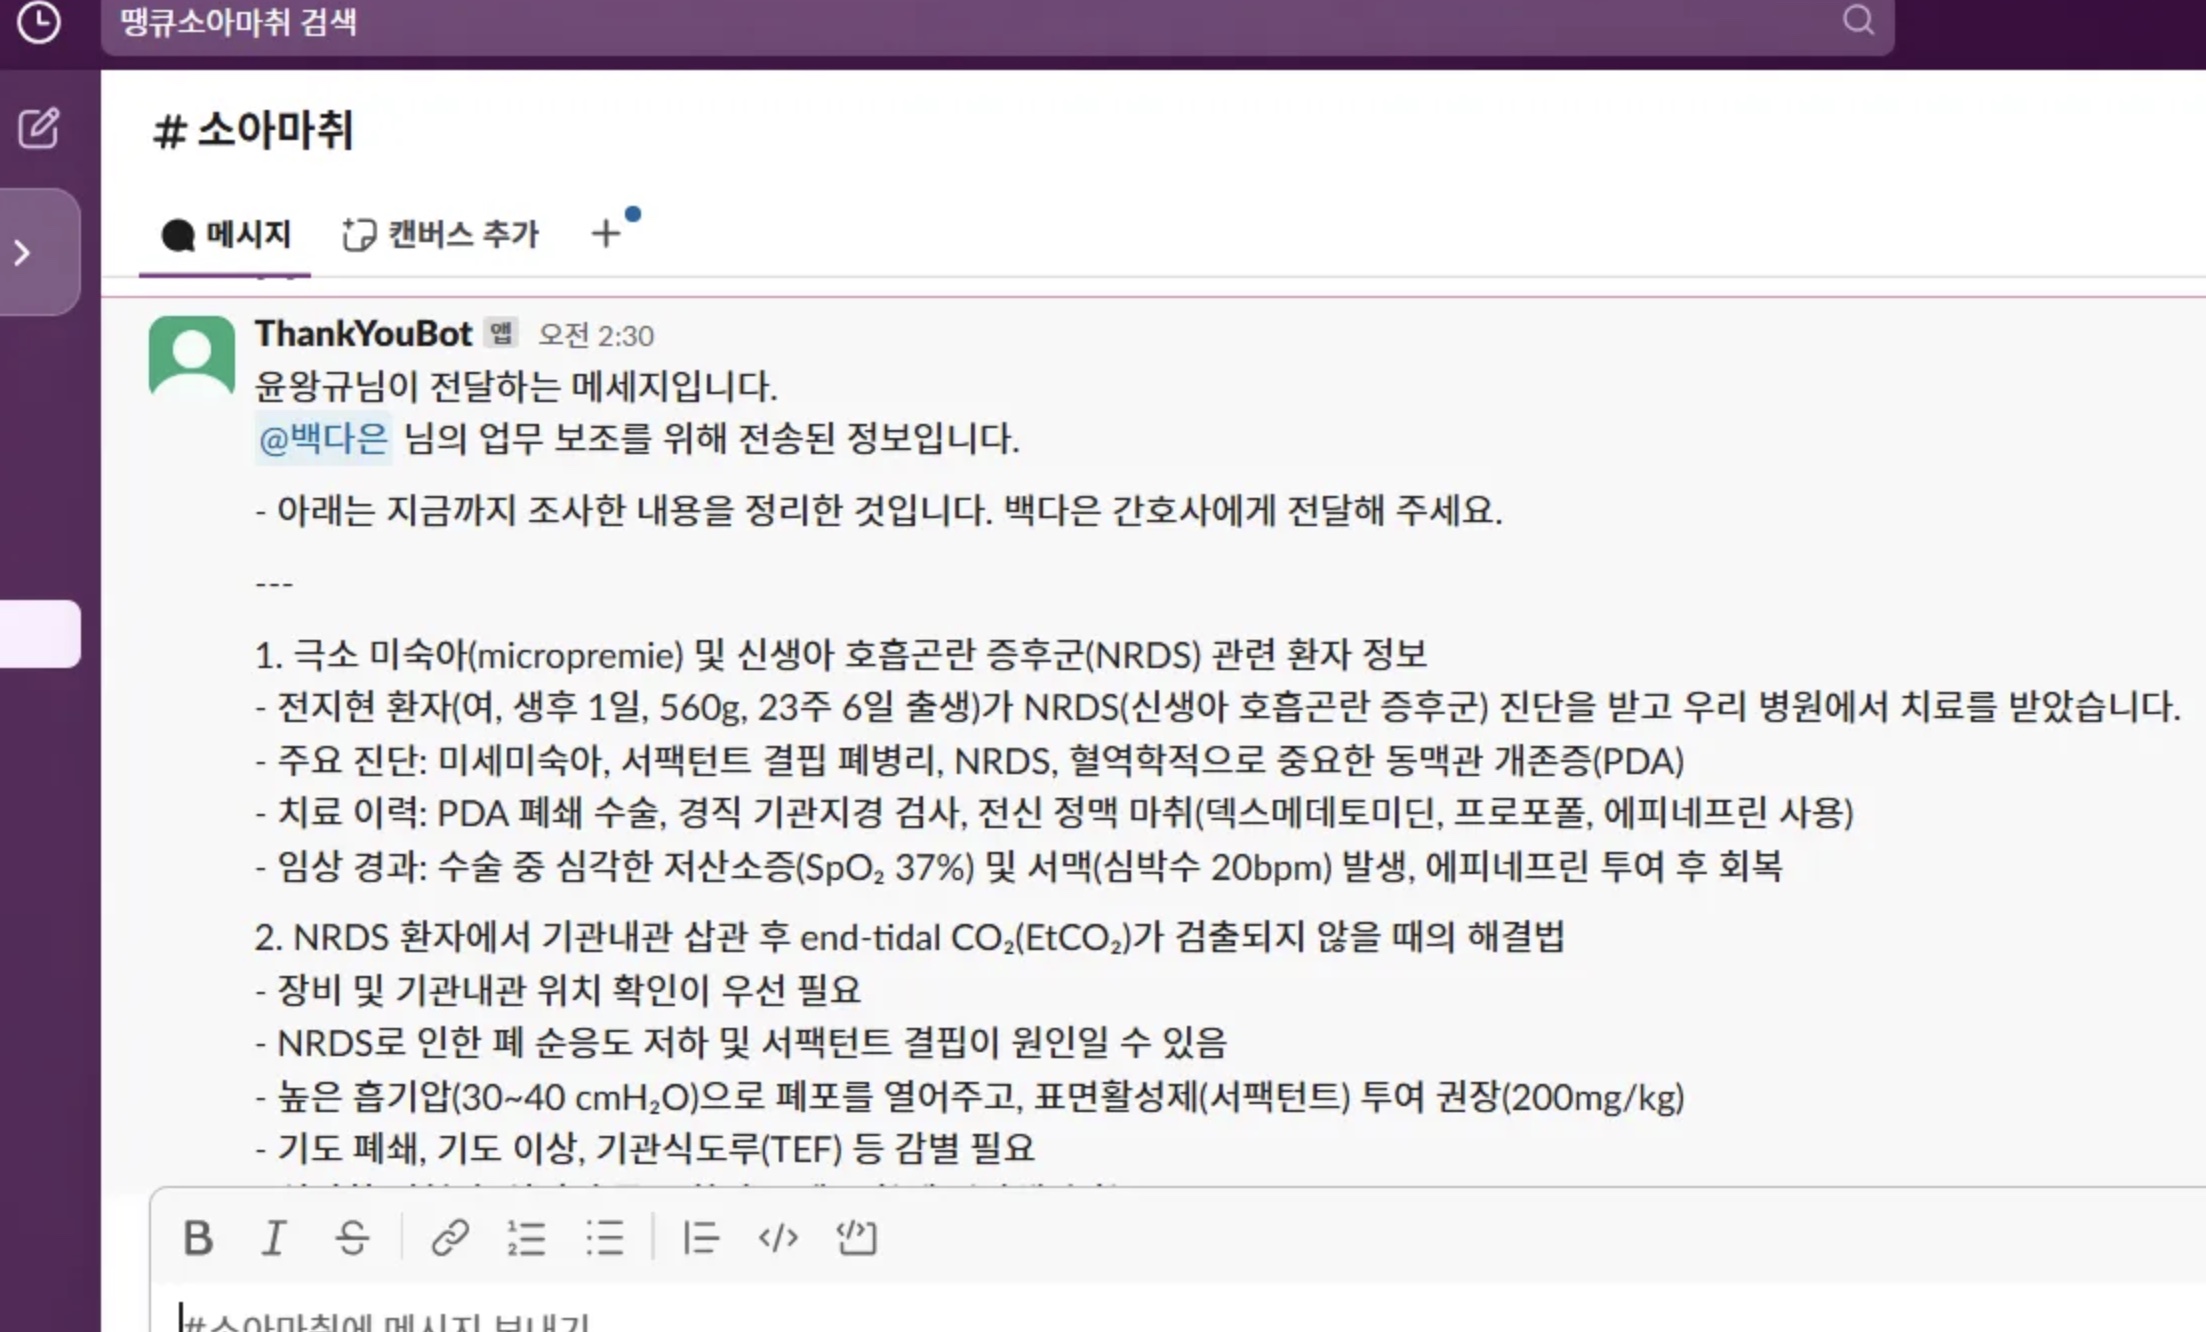 땡큐소아마취 검색
# 소아마취
메시지 캔버스 추가 +
ThankYouBot 앱 오전 2:30
윤왕규님이 전달하는 메세지입니다.
@백다은 님의 업무 보조를 위해 전송된 정보입니다.
- 아래는 지금까지 조사한 내용을 정리한 것입니다. 백다은 간호사에게 전달해 주세요.
---
1. 극소 미숙아(micropremie) 및 신생아 호흡곤란 증후군(NRDS) 관련 환자 정보
- 전지현 환자(여, 생후 1일, 560g, 23주 6일 출생)가 NRDS(신생아 호흡곤란 증후군) 진단을 받고 우리 병원에서 치료를 받았습니다.
- 주요 진단: 미세미숙아, 서팩턴트 결핍 폐병리, NRDS, 혈역학적으로 중요한 동맥관 개존증(PDA)
- 치료 이력: PDA 폐쇄 수술, 경직 기관지경 검사, 전신 정맥 마취(덱스메데토미딘, 프로포폴, 에피네프린 사용)
- 임상 경과: 수술 중 심각한 저산소증(SpO₂ 37%) 및 서맥(심박수 20bpm) 발생, 에피네프린 투여 후 회복
2. NRDS 환자에서 기관내관 삽관 후 end-tidal CO₂(EtCO₂)가 검출되지 않을 때의 해결법
- 장비 및 기관내관 위치 확인이 우선 필요
- NRDS로 인한 폐 순응도 저하 및 서팩턴트 결핍이 원인일 수 있음
- 높은 흡기압(30~40 cmH₂O)으로 폐포를 열어주고, 표면활성제(서팩턴트) 투여 권장(200mg/kg)
- 기도 폐쇄, 기도 이상, 기관식도루(TEF) 등 감별 필요
B I S
#소아마취에 메시지 보내기